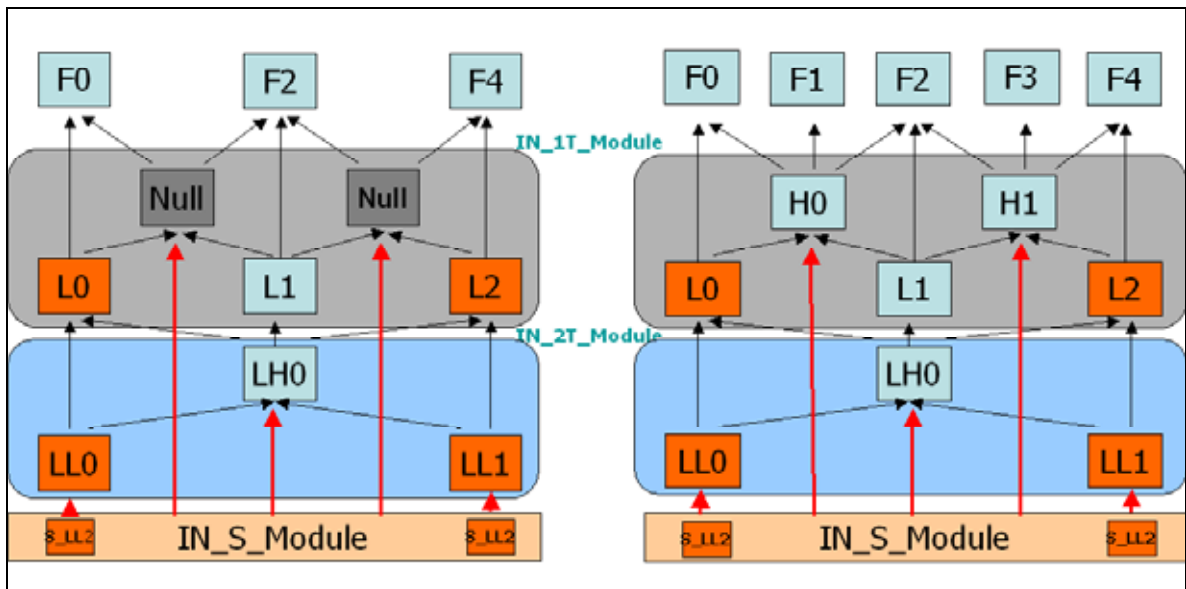 F0 F2 F4
IN_1T_Module
Null Null
L0 L1 L2
IN_2T_Module
LH0
LL0 LL1
S_LL2 IN_S_Module S_LL2
F0 F1 F2 F3 F4
H0 H1
L0 L1 L2
LH0
LL0 LL1
S_LL2 IN_S_Module S_LL2